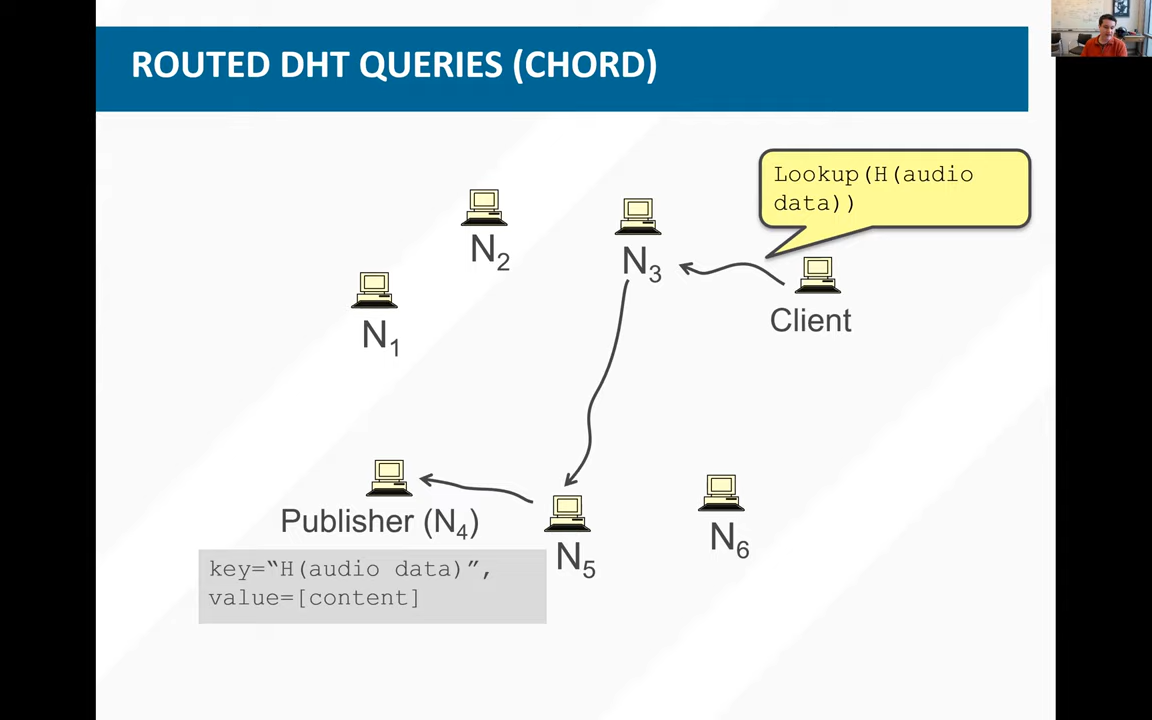 ROUTED DHT QUERIES (CHORD)
Lookup(H(audio
data))
N2
N3
N1
Client
Publisher (N4)
N5
N6
key=“H(audio data)”,
value=[content]